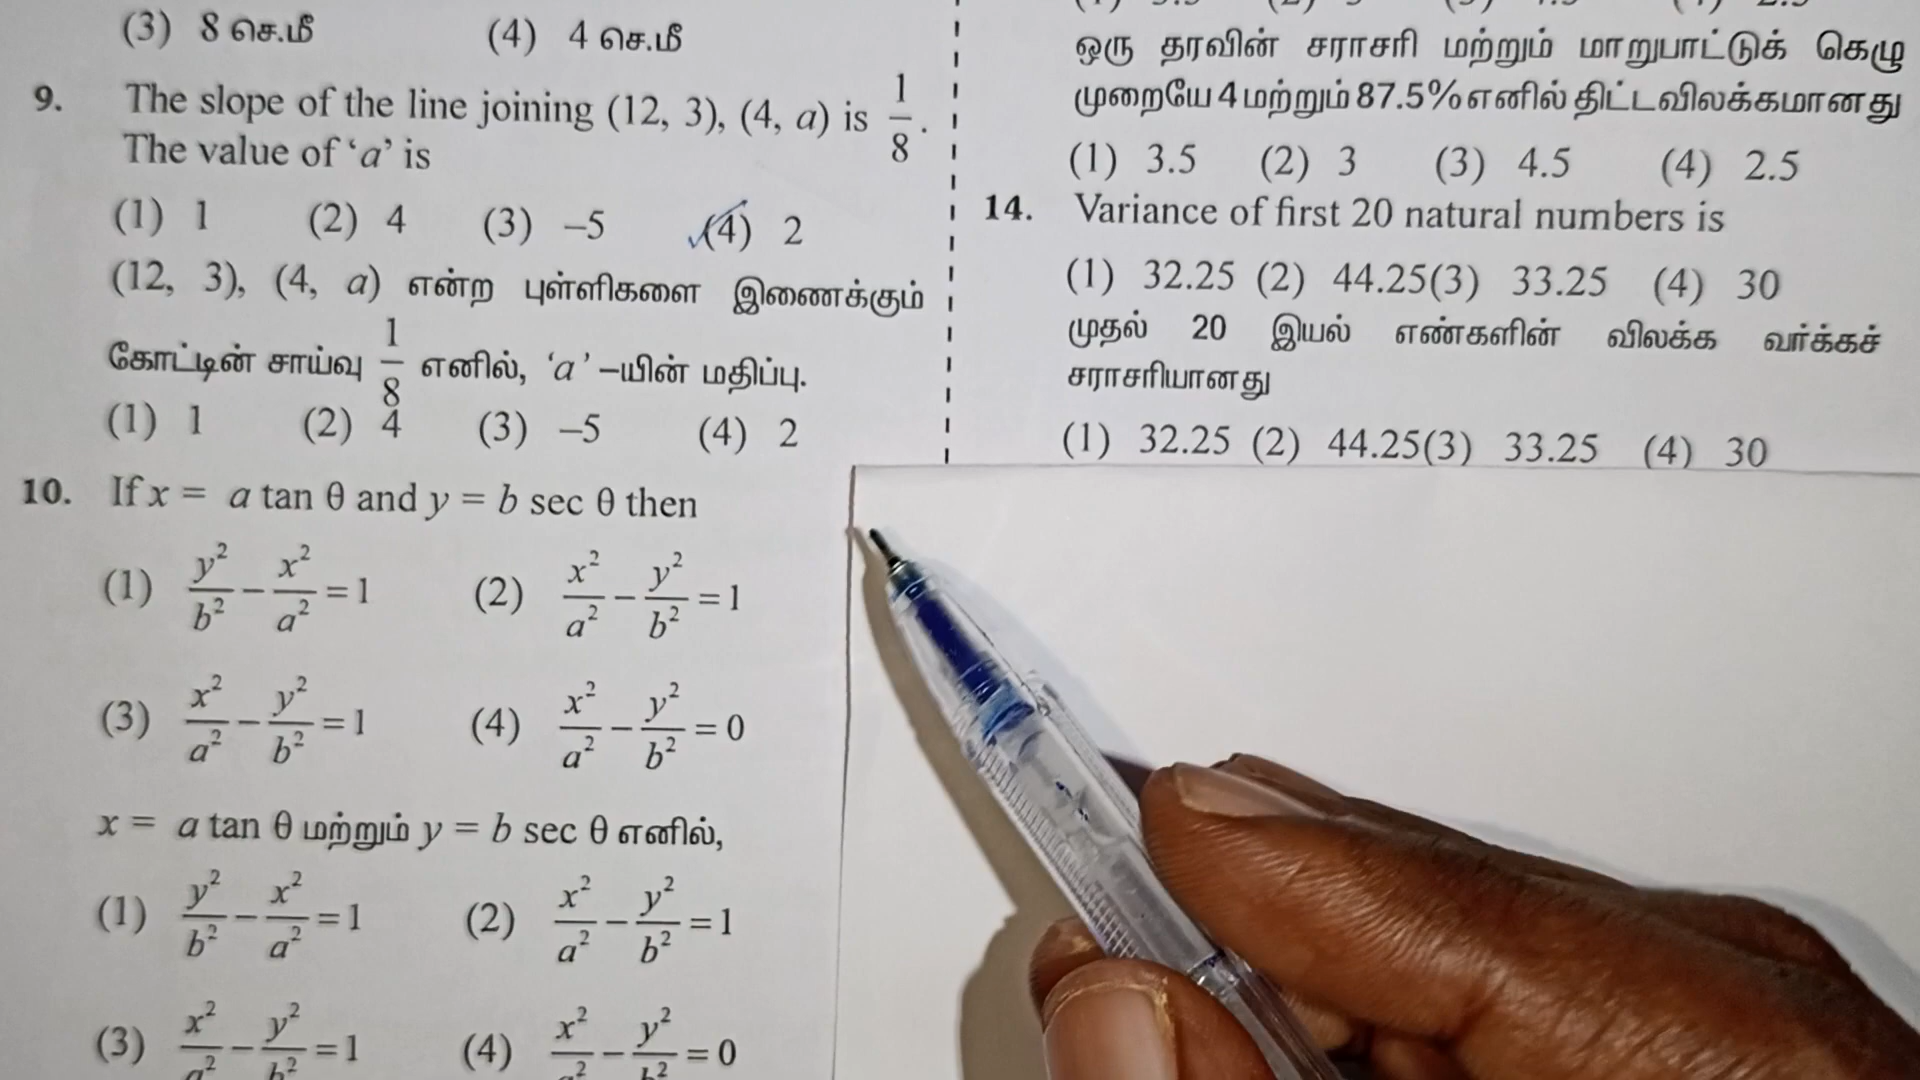 (3) 8 செ.மீ (4) 4 செ.மீ
9. The slope of the line joining (12, 3), (4, a) is 1/8.
The value of ‘a’ is
(1) 1 (2) 4 (3) –5 (4) 2
(12, 3), (4, a) என்ற புள்ளிகளை இணைக்கும்
கோட்டின் சாய்வு 1/8 எனில், ‘a’ –யின் மதிப்பு.
(1) 1 (2) 4 (3) –5 (4) 2
10. If x = a tan θ and y = b sec θ then
(1) y²/b² – x²/a² = 1 (2) x²/a² – y²/b² = 1
(3) x²/a² – y²/b² = 1 (4) x²/a² – y²/b² = 0
x = a tan θ மற்றும் y = b sec θ எனில்,
(1) y²/b² – x²/a² = 1 (2) x²/a² – y²/b² = 1
(3) x²/a² – y²/b² = 1 (4) x²/a² – y²/b² = 0
ஒரு தரவின் சராசரி மற்றும் மாறுபாட்டுக் கெழு
முறையே 4 மற்றும் 87.5% எனில் திட்டவிலக்கமானது
(1) 3.5 (2) 3 (3) 4.5 (4) 2.5
14. Variance of first 20 natural numbers is
(1) 32.25 (2) 44.25(3) 33.25 (4) 30
முதல் 20 இயல் எண்களின் விலக்க வர்க்கச்
சராசரியானது
(1) 32.25 (2) 44.25(3) 33.25 (4) 30